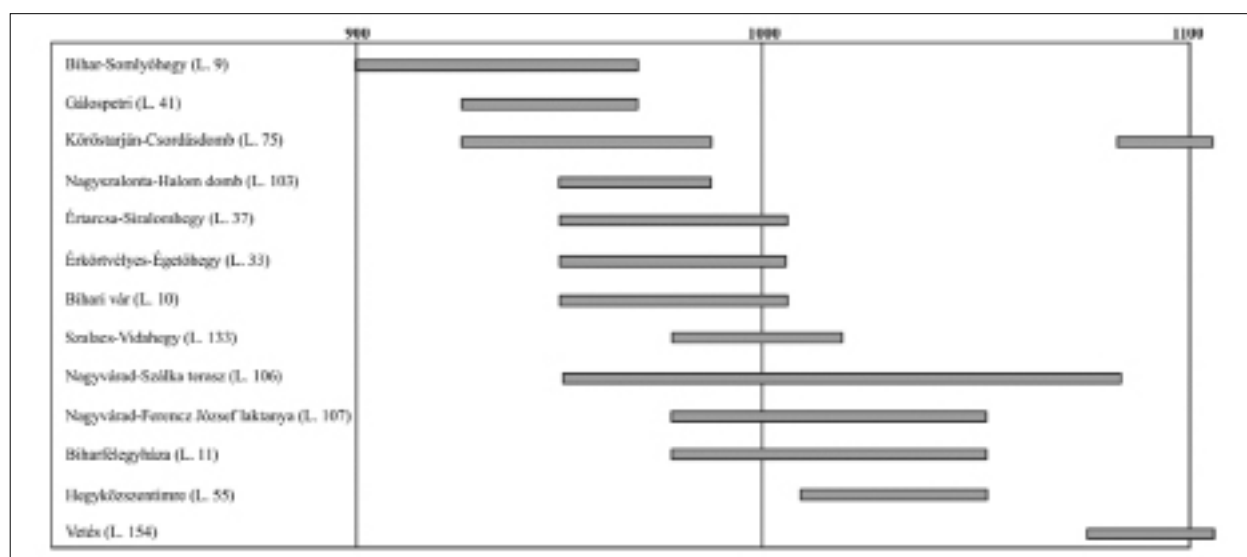 900 1000 1100
Bihar-Somlyóhegy (L. 9)
Gálospetri (L. 41)
Köröstarján-Csordásdomb (L. 75)
Nagyszalonta-Halom domb (L. 103)
Értarcsa-Siralomhegy (L. 37)
Érkörtvélyes-Égetőhegy (L. 33)
Bihari vár (L. 10)
Szalacs-Vidahegy (L. 133)
Nagyvárad-Szálka terasz (L. 106)
Nagyvárad-Ferencz József laktanya (L. 107)
Biharfélegyháza (L. 11)
Hegyközszentimre (L. 55)
Vetés (L. 154)